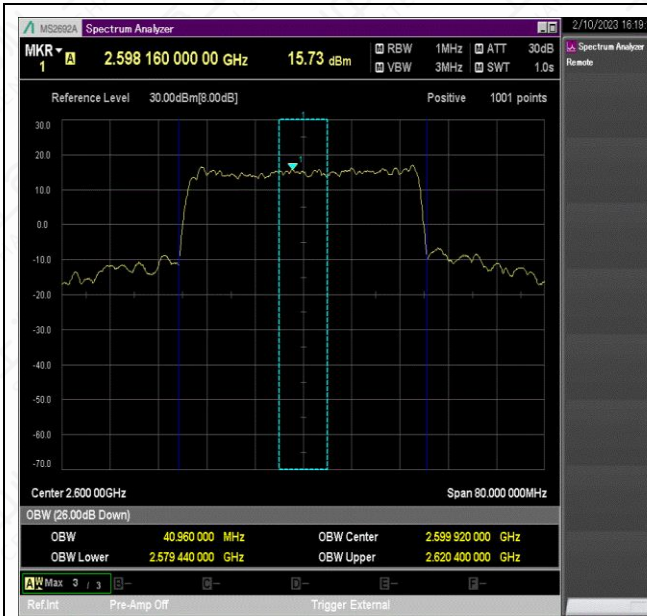 MS2692A Spectrum Analyzer
2/10/2023 16:19:
MKR 1 A 2.598 160 000 00 GHz 15.73 dBm M RBW 1MHz M ATT 30dB
M VBW 3MHz M SWT 1.0s
Spectrum Analyzer
Remote
Reference Level 30.00dBm[8.00dB] Positive 1001 points
30.0
20.0
10.0
0.0
-10.0
-20.0
-30.0
-40.0
-50.0
-60.0
-70.0
1
1
Center 2.600 00GHz Span 80.000 000MHz
OBW (26.00dB Down)
OBW 40.960 000 MHz OBW Center 2.599 920 000 GHz
OBW Lower 2.579 440 000 GHz OBW Upper 2.620 400 000 GHz
A W Max 3 / 3 B- C- D- E- F-
Ref.Int Pre-Amp Off Trigger External